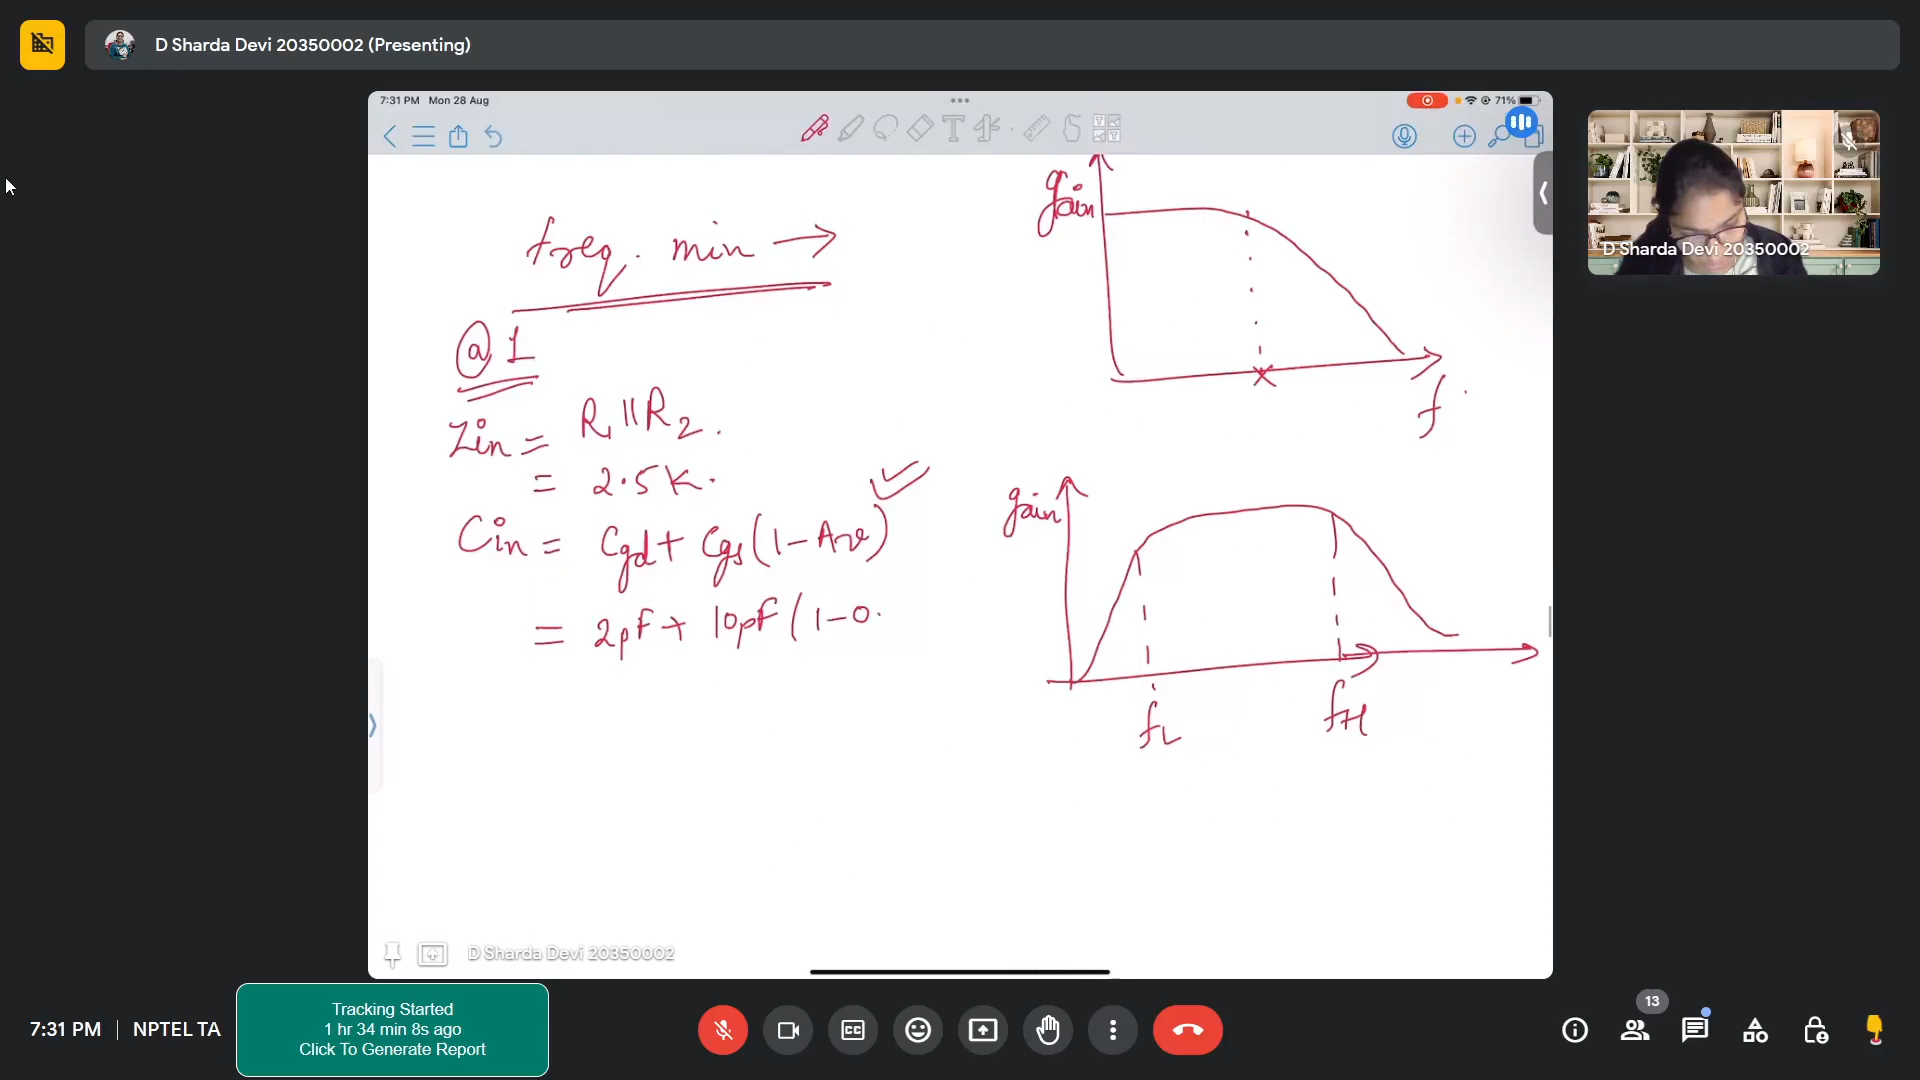 D Sharda Devi 20350002 (Presenting)
7:31 PM Mon 28 Aug
71%
freq. min →
@ 1
Zin = R1 || R2.
= 2.5K.
Cin = Cgd + Cgs (1 - Av)
= 2pF + 10pF (1 - 0.
gain
f
gain
fL
fH
D Sharda Devi 20350002
D Sharda Devi 20350002
7:31 PM | NPTEL TA
Tracking Started
1 hr 34 min 8s ago
Click To Generate Report
CC
13